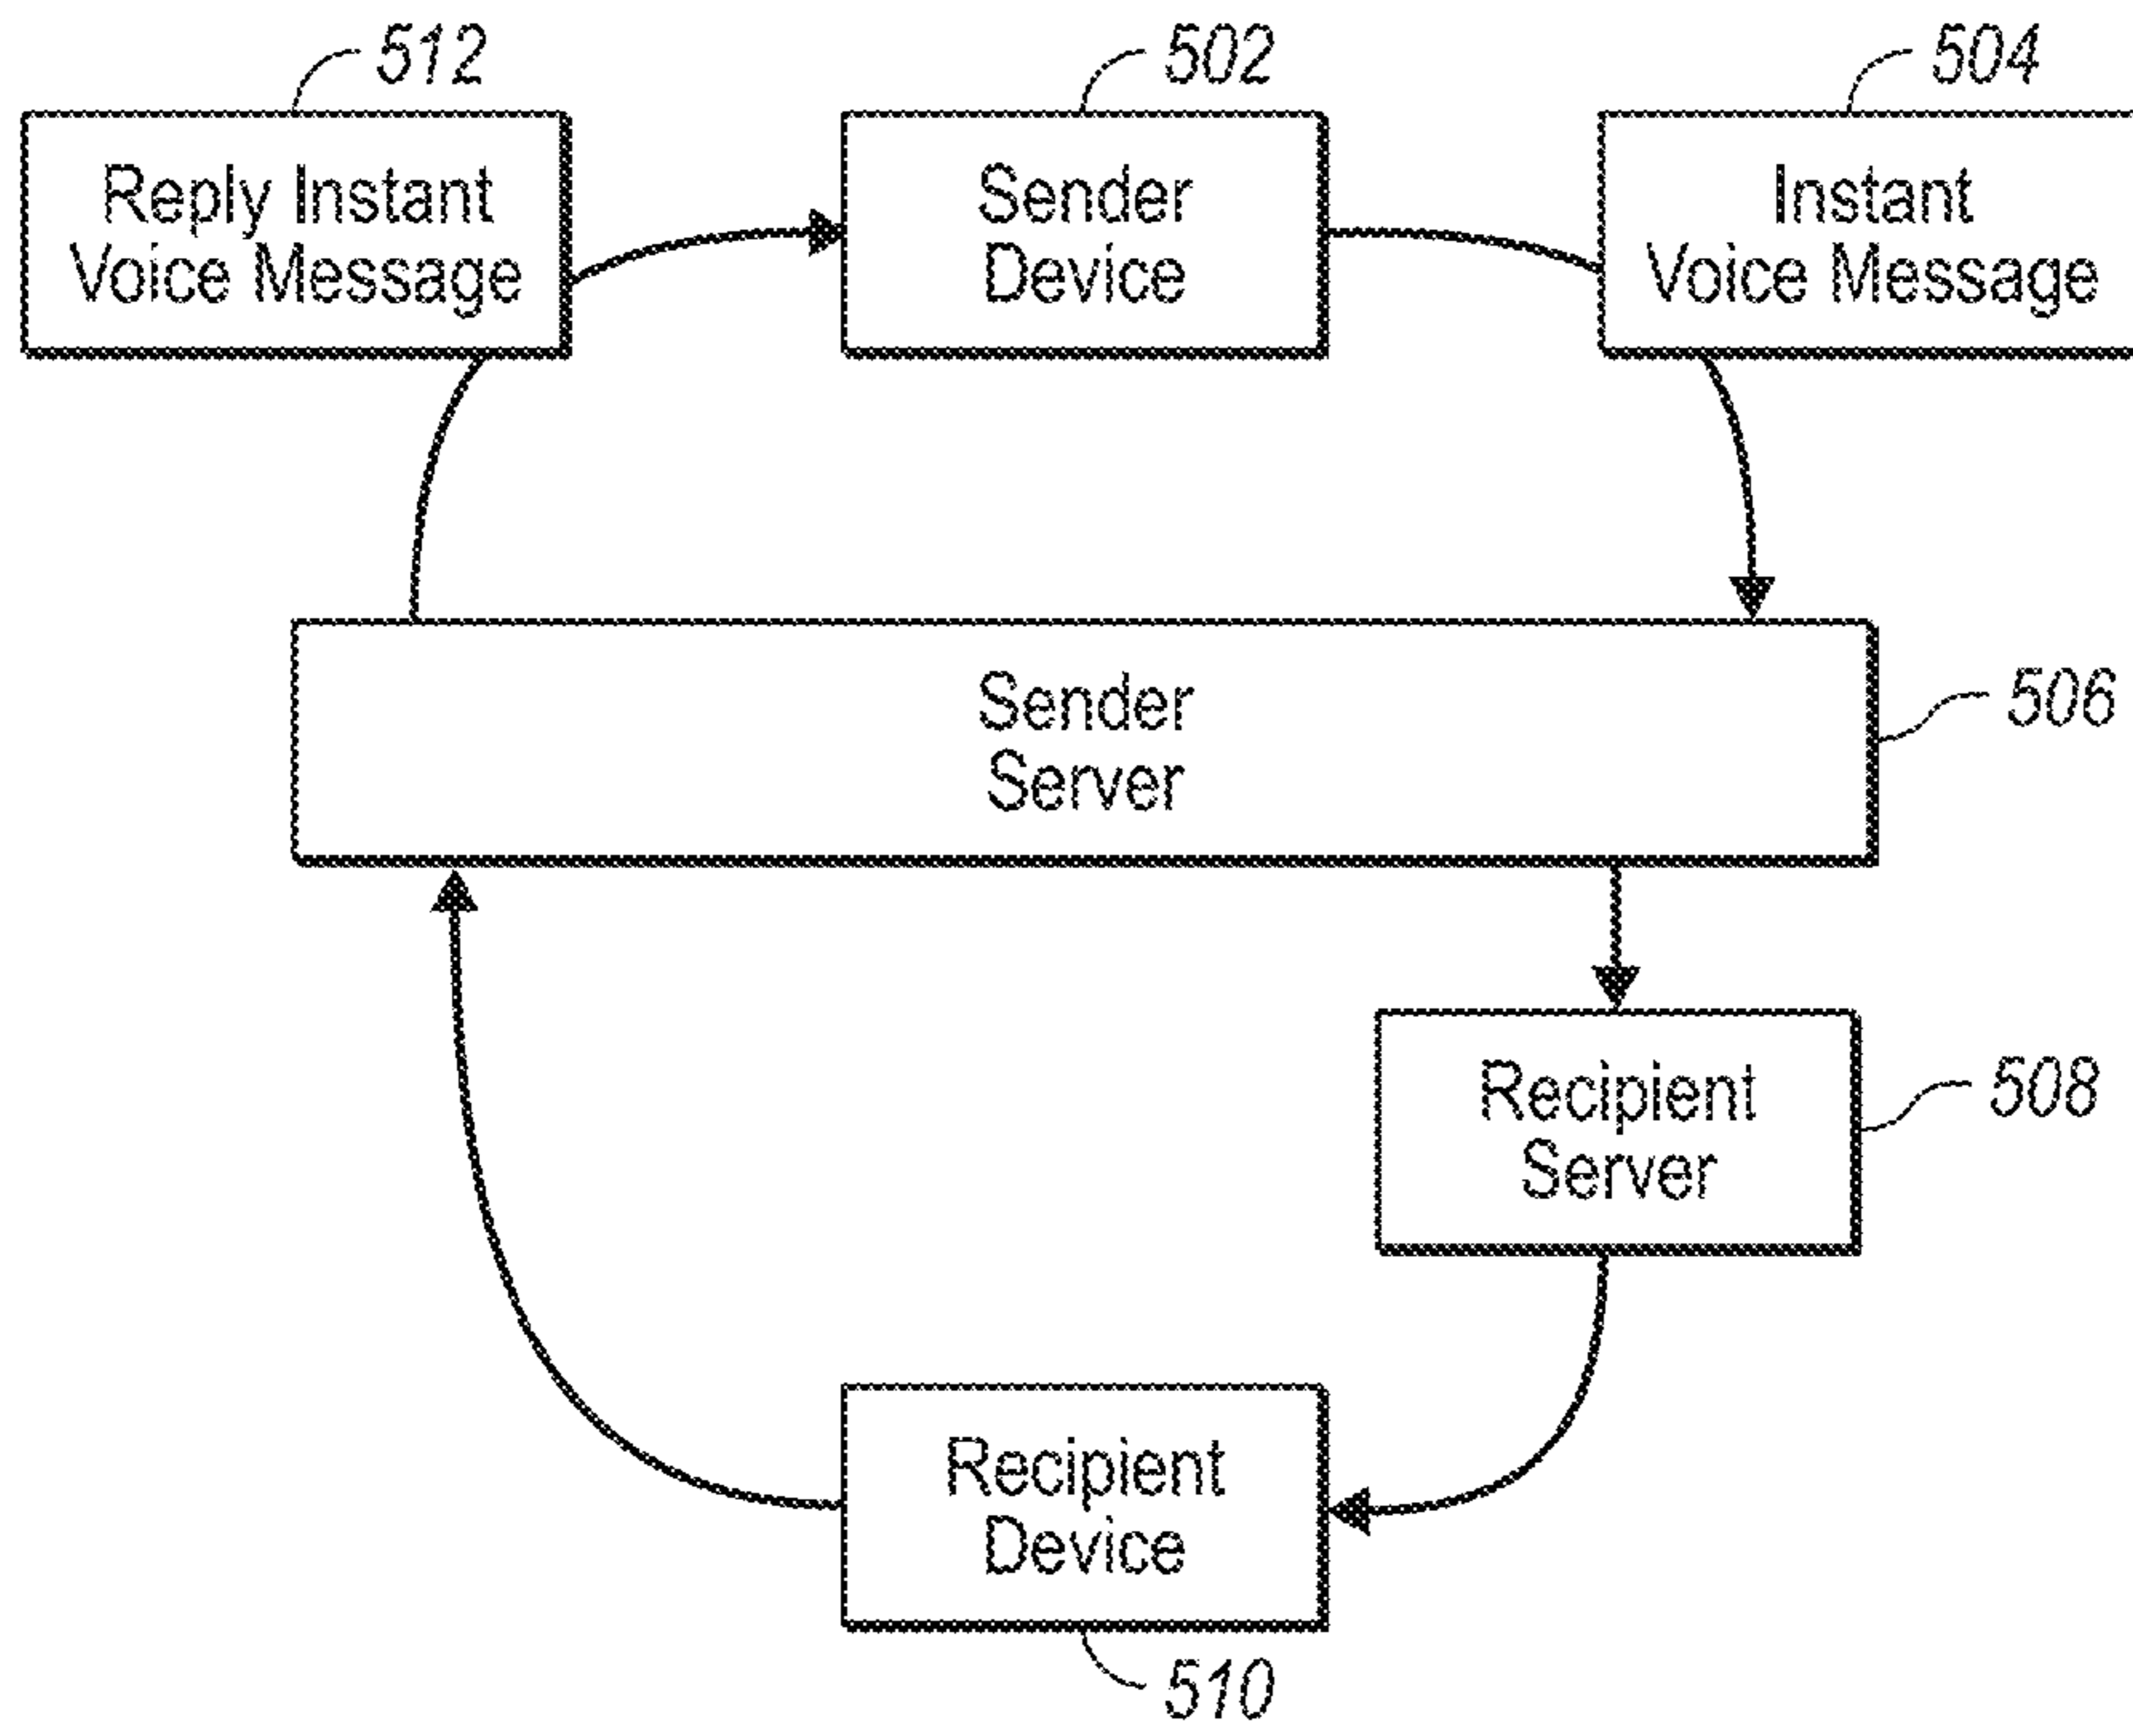 512
502
504
Reply Instant
Voice Message
Sender
Device
Instant
Voice Message
Sender
Server
506
Recipient
Server
508
Recipient
Device
510